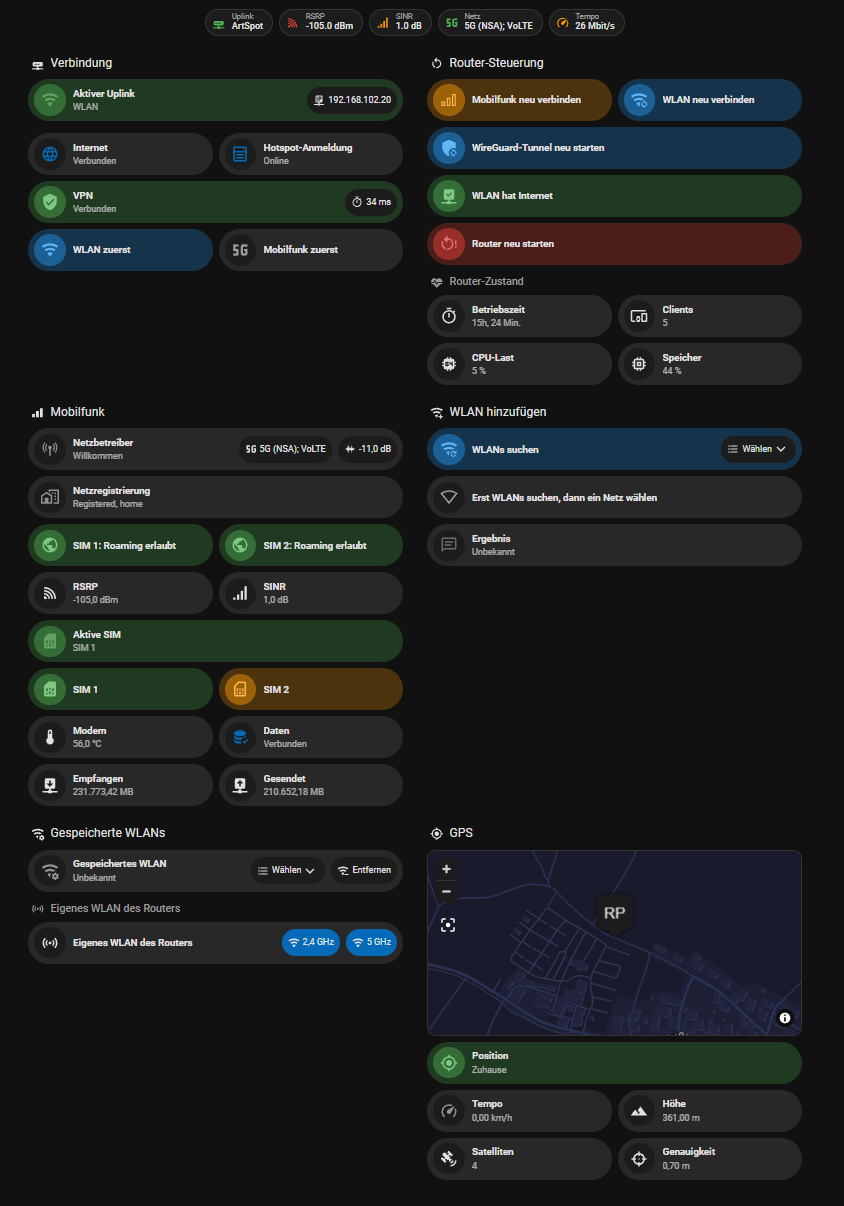 Uplink
ArtSpot
RSRP
-105.0 dBm
SINR
1.0 dB
5G
Netz
5G (NSA); VoLTE
Tempo
26 Mbit/s
Verbindung
Aktiver Uplink
WLAN
192.168.102.20
Internet
Verbunden
Hotspot-Anmeldung
Online
VPN
Verbunden
34 ms
WLAN zuerst
5G
Mobilfunk zuerst
Router-Steuerung
Mobilfunk neu verbinden
WLAN neu verbinden
WireGuard-Tunnel neu starten
WLAN hat Internet
Router neu starten
Router-Zustand
Betriebszeit
15h, 24 Min.
Clients
5
CPU-Last
5 %
Speicher
44 %
Mobilfunk
Netzbetreiber
Willkommen
5G 5G (NSA); VoLTE
-11,0 dB
Netzregistrierung
Registered, home
SIM 1: Roaming erlaubt
SIM 2: Roaming erlaubt
RSRP
-105,0 dBm
SINR
1,0 dB
Aktive SIM
SIM 1
SIM 1
SIM 2
Modem
56,0 °C
Daten
Verbunden
Empfangen
231.773,42 MB
Gesendet
210.652,18 MB
WLAN hinzufügen
WLANs suchen
Wählen
Erst WLANs suchen, dann ein Netz wählen
Ergebnis
Unbekannt
Gespeicherte WLANs
Gespeichertes WLAN
Unbekannt
Wählen
Entfernen
Eigenes WLAN des Routers
Eigenes WLAN des Routers
2,4 GHz
5 GHz
GPS
+
−
RP
Position
Zuhause
Tempo
0,00 km/h
Höhe
361,00 m
Satelliten
4
Genauigkeit
0,70 m